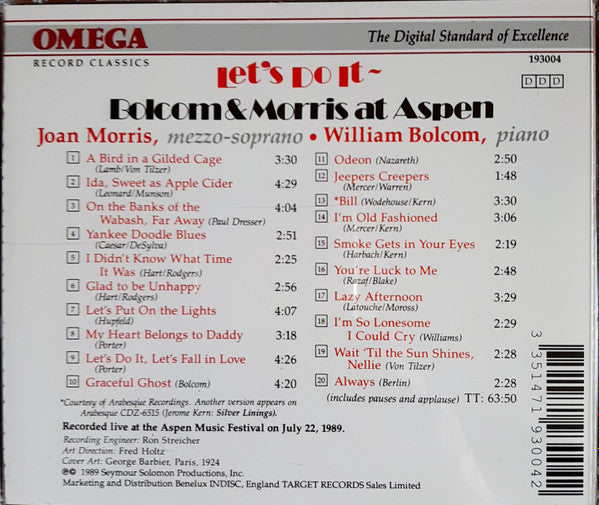 OMEGA
RECORD CLASSICS
The Digital Standard of Excellence
193004
D D D
Let's Do It~
Bolcom & Morris at Aspen
Joan Morris, mezzo-soprano • William Bolcom, piano
1 A Bird in a Gilded Cage 3:30
(Lamb/Von Tilzer)
2 Ida, Sweet as Apple Cider 4:29
(Leonard/Munson)
3 On the Banks of the 4:04
Wabash, Far Away (Paul Dresser)
4 Yankee Doodle Blues 2:51
(Caesar/DeSylva)
5 I Didn't Know What Time 2:25
It Was (Hart/Rodgers)
6 Glad to be Unhappy 2:56
(Hart/Rodgers)
7 Let's Put On the Lights 4:07
(Hupfeld)
8 My Heart Belongs to Daddy 3:18
(Porter)
9 Let's Do It, Let's Fall in Love 4:26
(Porter)
10 Graceful Ghost (Bolcom) 4:20
11 Odeon (Nazareth) 2:50
12 Jeepers Creepers 1:48
(Mercer/Warren)
13 *Bill (Wodehouse/Kern) 3:30
14 I'm Old Fashioned 3:06
(Mercer/Kern)
15 Smoke Gets in Your Eyes 2:19
(Harbach/Kern)
16 You're Luck to Me 2:48
(Razaf/Blake)
17 Lazy Afternoon 3:29
(Latouche/Moross)
18 I'm So Lonesome 2:29
I Could Cry (Williams)
19 Wait 'Til the Sun Shines, 2:28
Nellie (Von Tilzer)
20 Always (Berlin) 2:28
(includes pauses and applause) TT: 63:50
*Courtesy of Arabesque Recordings. Another version appears on
Arabesque CDZ-6515 (Jerome Kern: Silver Linings).
Recorded live at the Aspen Music Festival on July 22, 1989.
Recording Engineer: Ron Streicher
Art Direction: Fred Holtz
Cover Art: George Barbier, Paris, 1924
℗© 1989 Seymour Solomon Productions, Inc.
Marketing and Distribution Benelux INDISC, England TARGET RECORDS Sales Limited
3 351471 930042